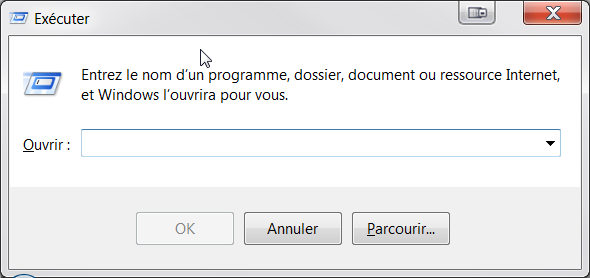 Exécuter
Entrez le nom d'un programme, dossier, document ou ressource Internet,
et Windows l'ouvrira pour vous.
Ouvrir :
OK
Annuler
Parcourir...